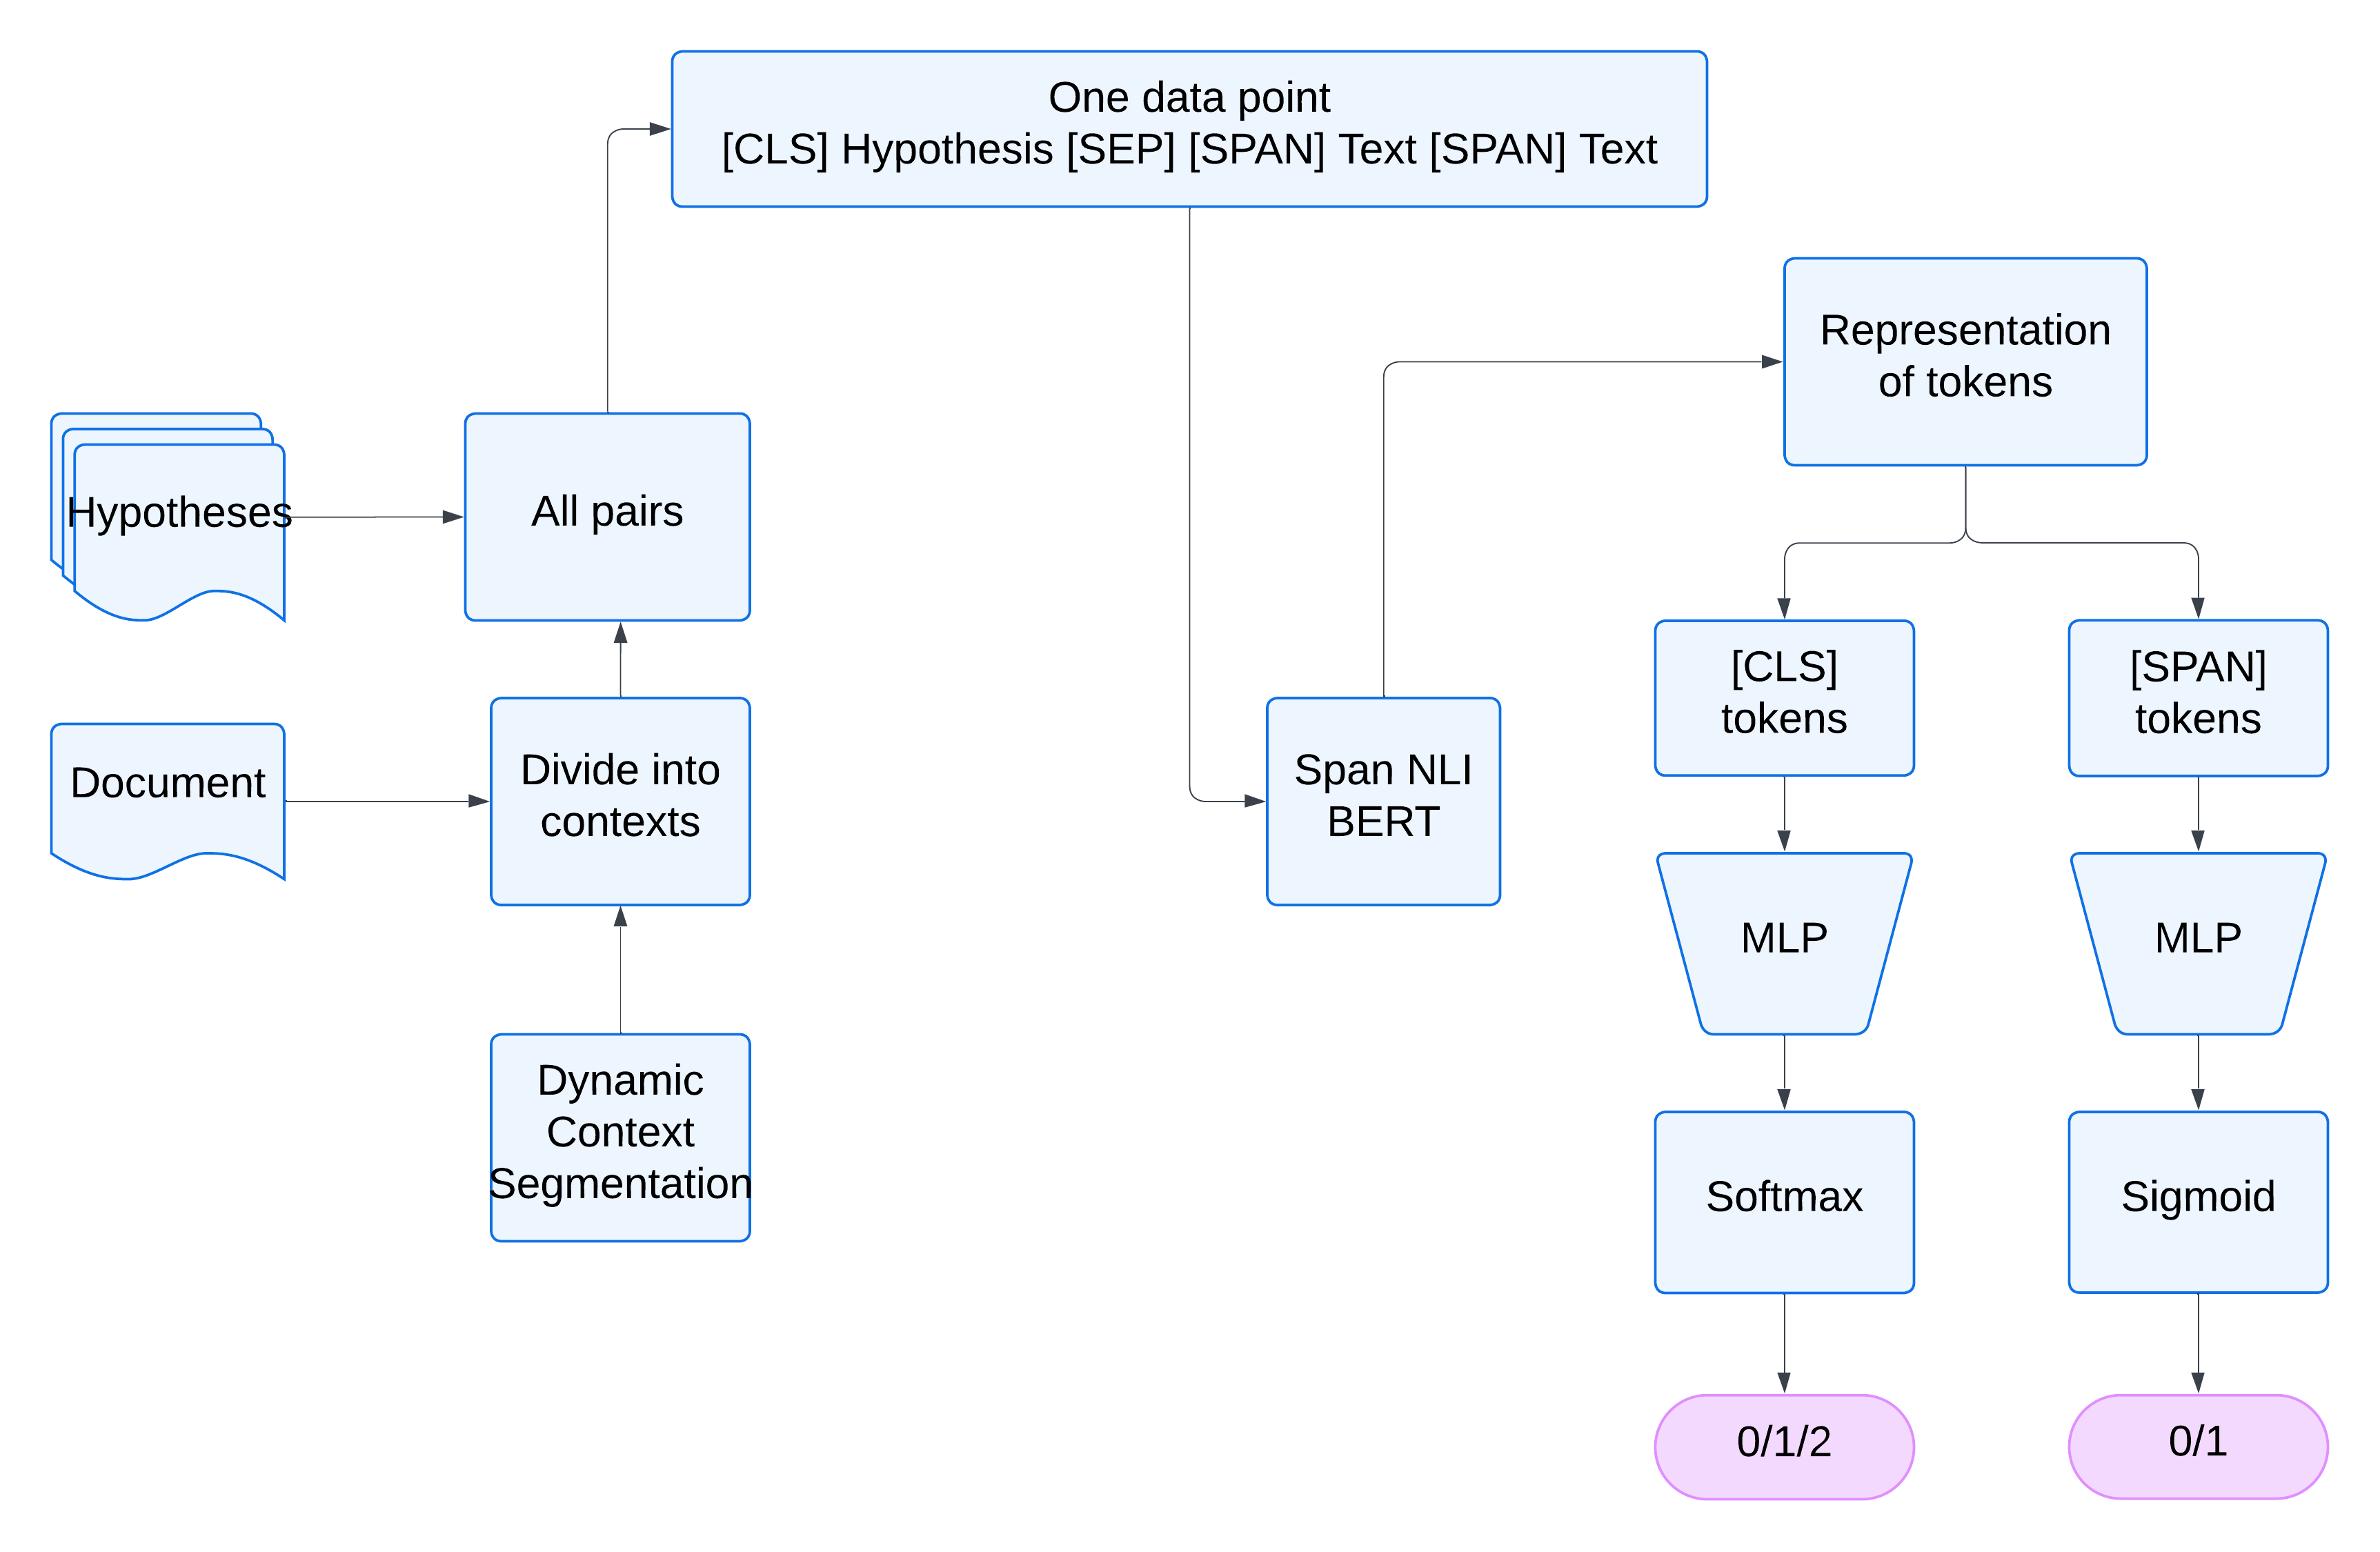 One data point
[CLS] Hypothesis [SEP] [SPAN] Text [SPAN] Text
Representation
of tokens
Hypotheses
All pairs
[CLS]
tokens
[SPAN]
tokens
Document
Divide into
contexts
Span NLI
BERT
MLP
MLP
Dynamic
Context
Segmentation
Softmax
Sigmoid
0/1/2
0/1